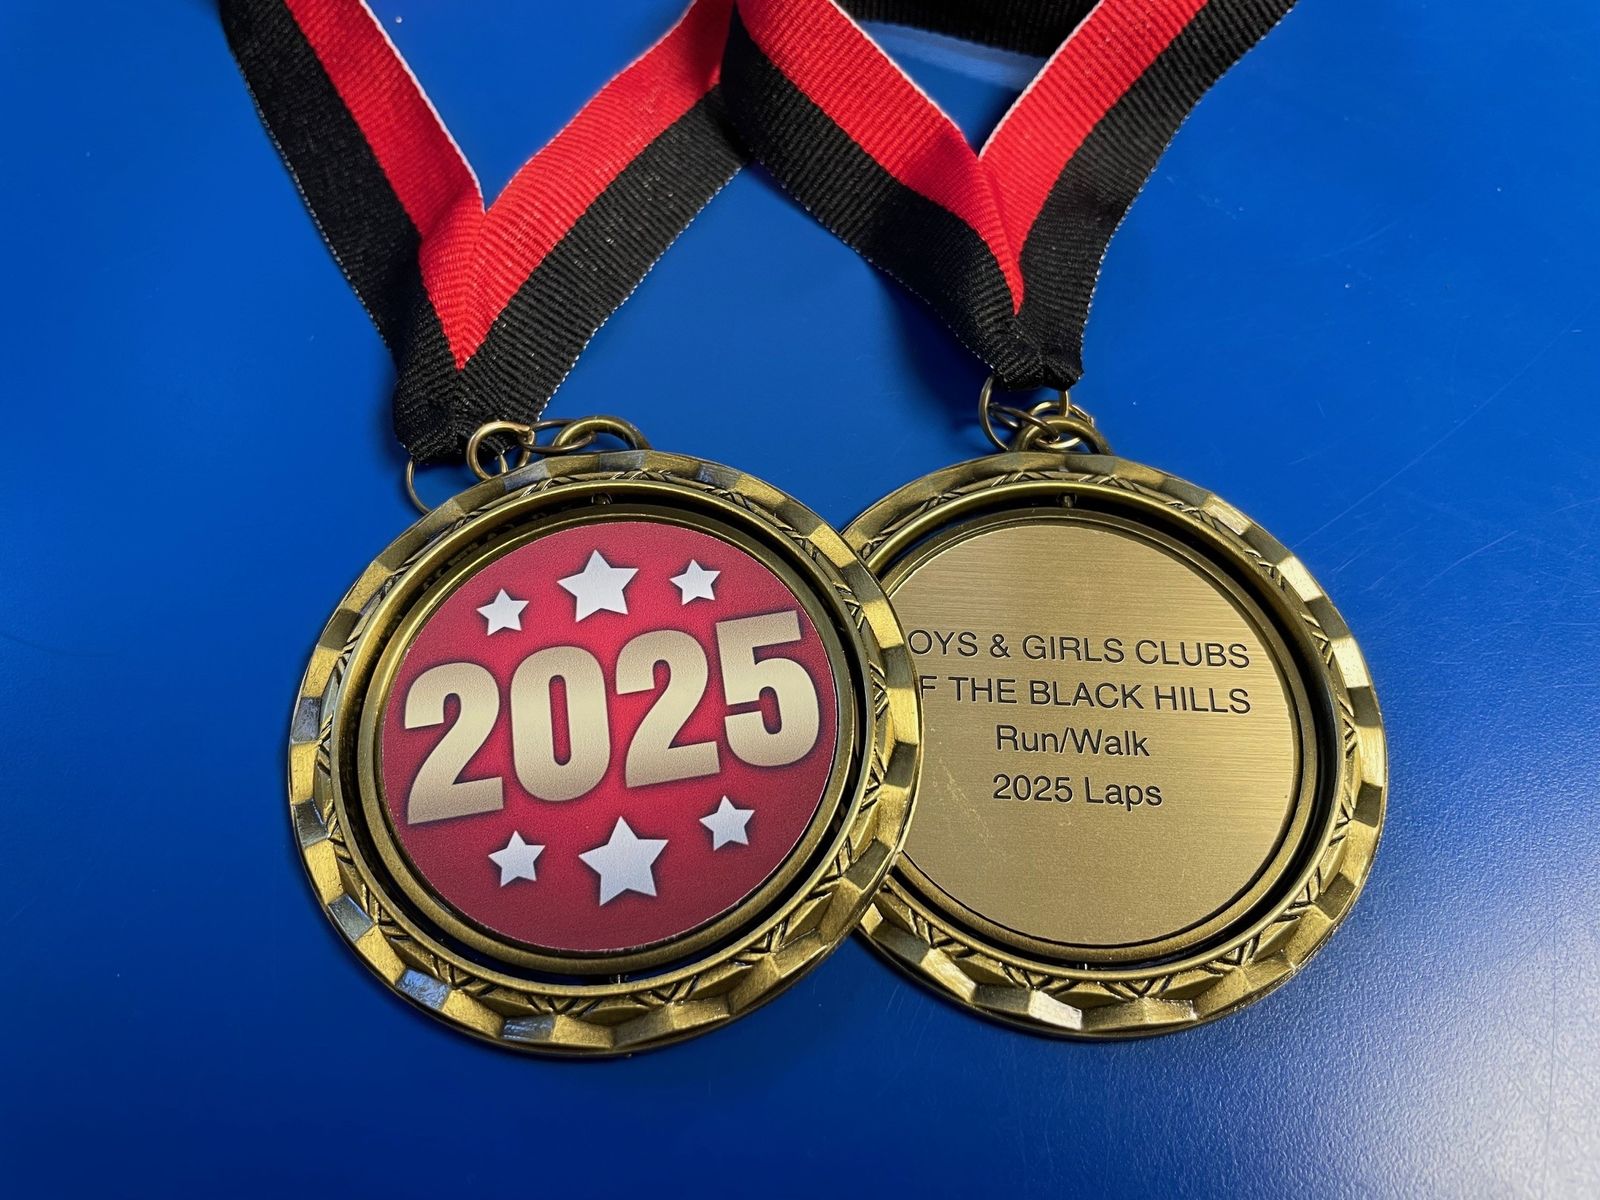 2025
OYS & GIRLS CLUBS
F THE BLACK HILLS
Run/Walk
2025 Laps